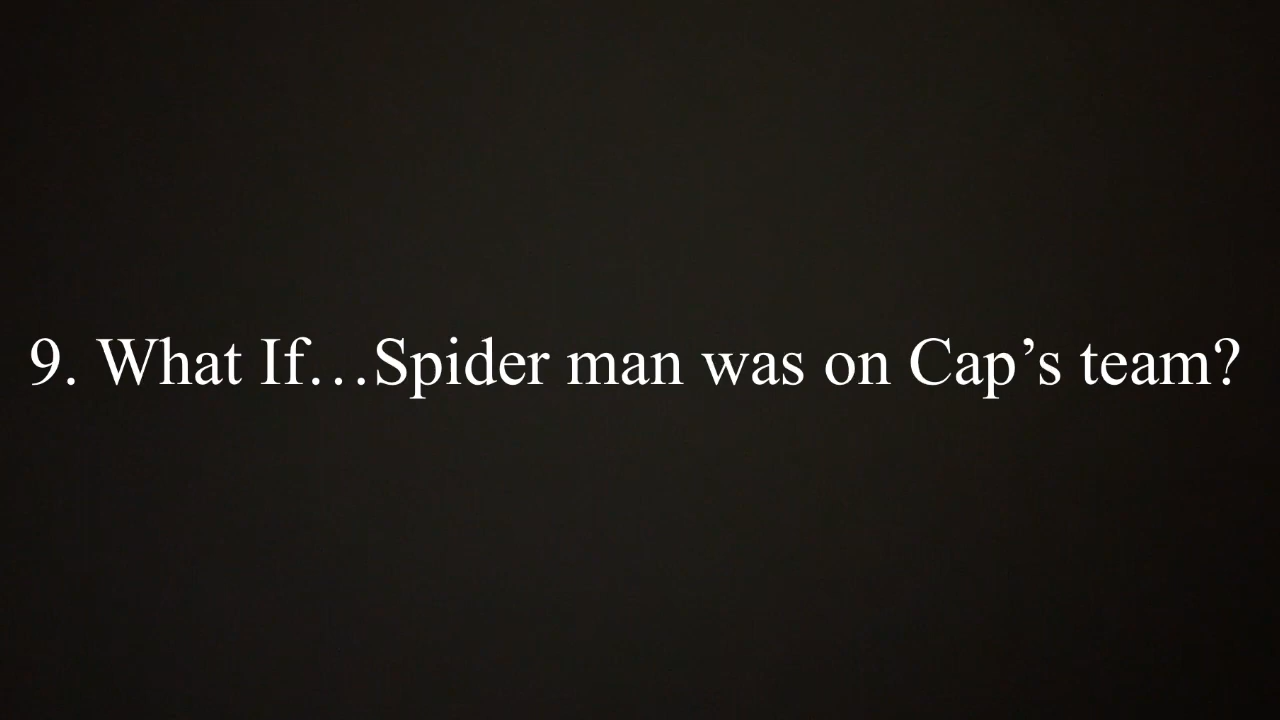 9. What If…Spider man was on Cap’s team?